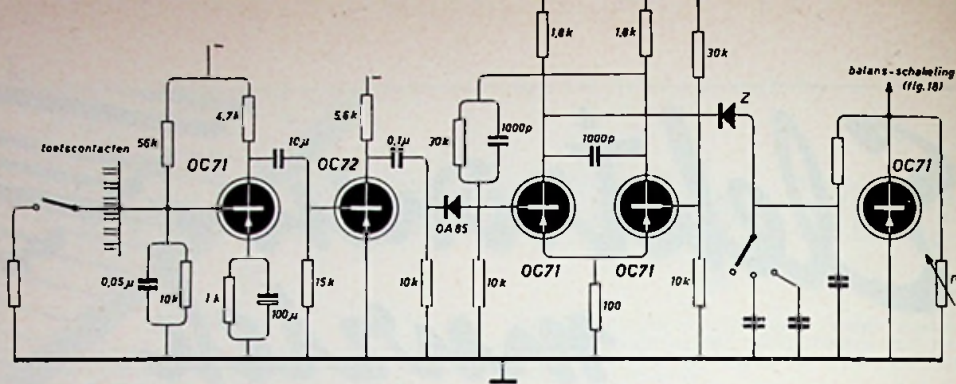 1,8k
1,8k
30k
balans-schakeling
(fig. 18)
Z
4,7k
5,6k
56k
10µ
0,1µ
30k
1000p
1000p
toetscontacten
OC71
OC72
OC71
OA85
OC71
OC71
0,05µ
10k
1k
100µ
15k
10k
10k
100
10k
r